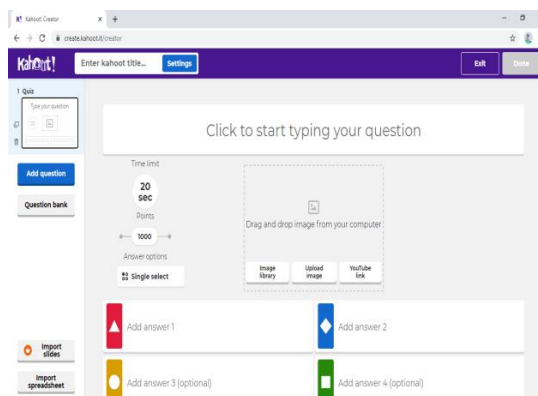 Kahoot! Creator
create.kahoot.it/creator
Kahoot!
Enter kahoot title...
Settings
Exit
Done
1 Quiz
Type your question
Add question
Question bank
Import slides
Import spreadsheet
Click to start typing your question
Time limit
20
sec
Points
1000
Answer options
Single select
Drag and drop image from your computer
Image
library
Upload
image
YouTube
link
Add answer 1
Add answer 2
Add answer 3 (optional)
Add answer 4 (optional)